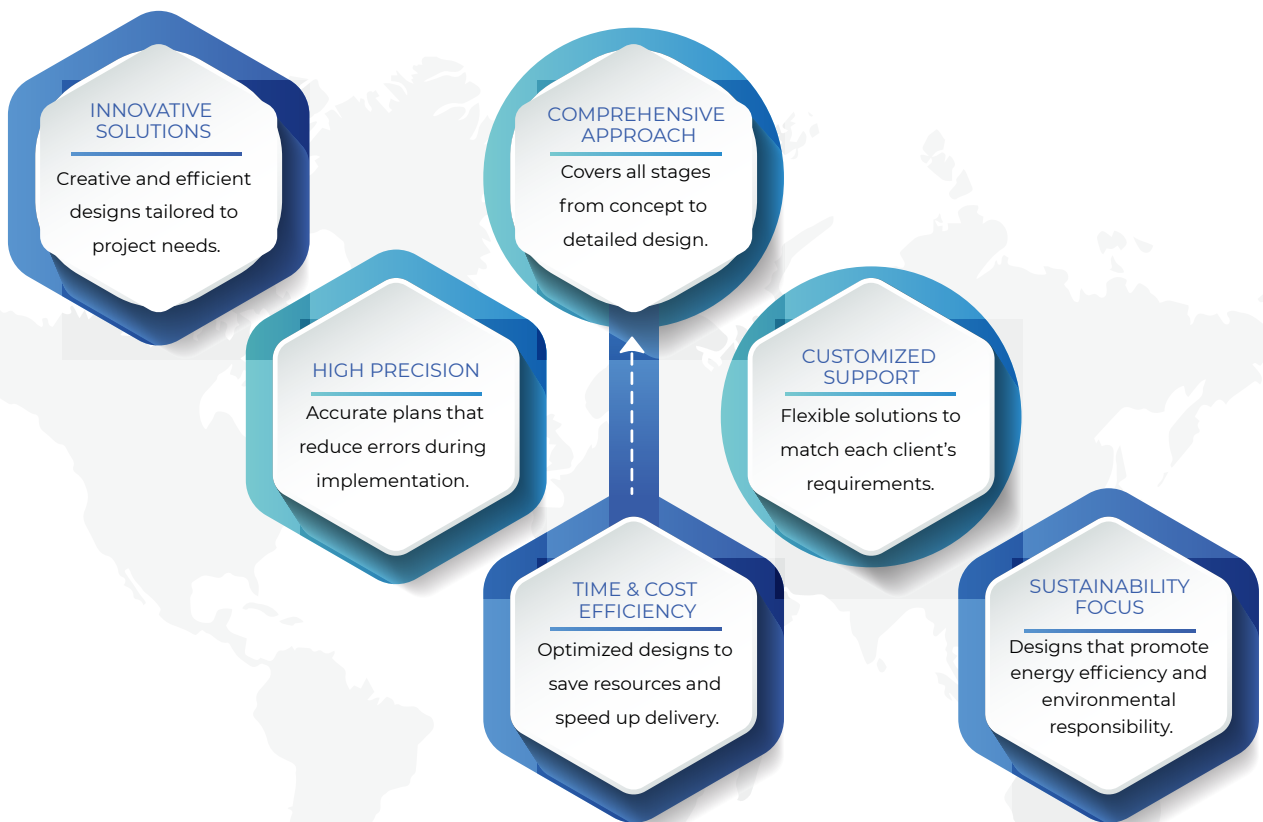 INNOVATIVE
SOLUTIONS
Creative and efficient
designs tailored to
project needs.
COMPREHENSIVE
APPROACH
Covers all stages
from concept to
detailed design.
HIGH PRECISION
Accurate plans that
reduce errors during
implementation.
CUSTOMIZED
SUPPORT
Flexible solutions to
match each client’s
requirements.
TIME & COST
EFFICIENCY
Optimized designs to
save resources and
speed up delivery.
SUSTAINABILITY
FOCUS
Designs that promote
energy efficiency and
environmental
responsibility.